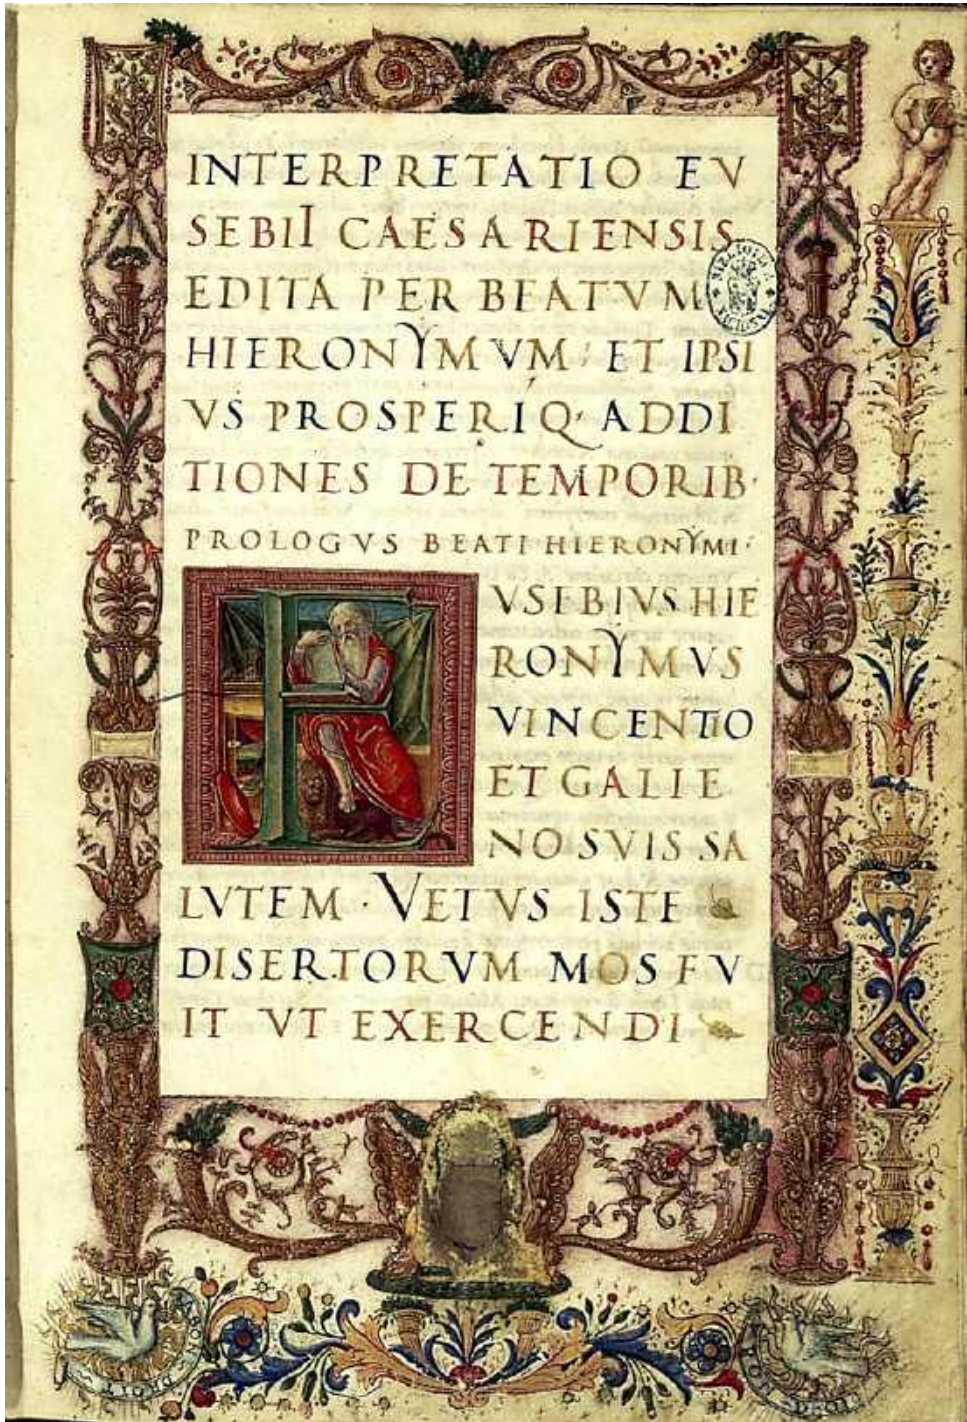 INTERPRETATIO EV
SEBII CAESARIENSIS
EDITA PER BEATVM
HIERONYMVM · ET IPSI
VS PROSPERIQ· ADDI
TIONES DE TEMPORIB·
PROLOGVS BEATI HIERONYMI·
EVSEBIVS HIE
RONYMVS
VINCENTIO
ET GALIE
NO SVIS SA
LVTEM · VETVS ISTE
DISERTORVM MOS FV
IT VT EXERCENDI